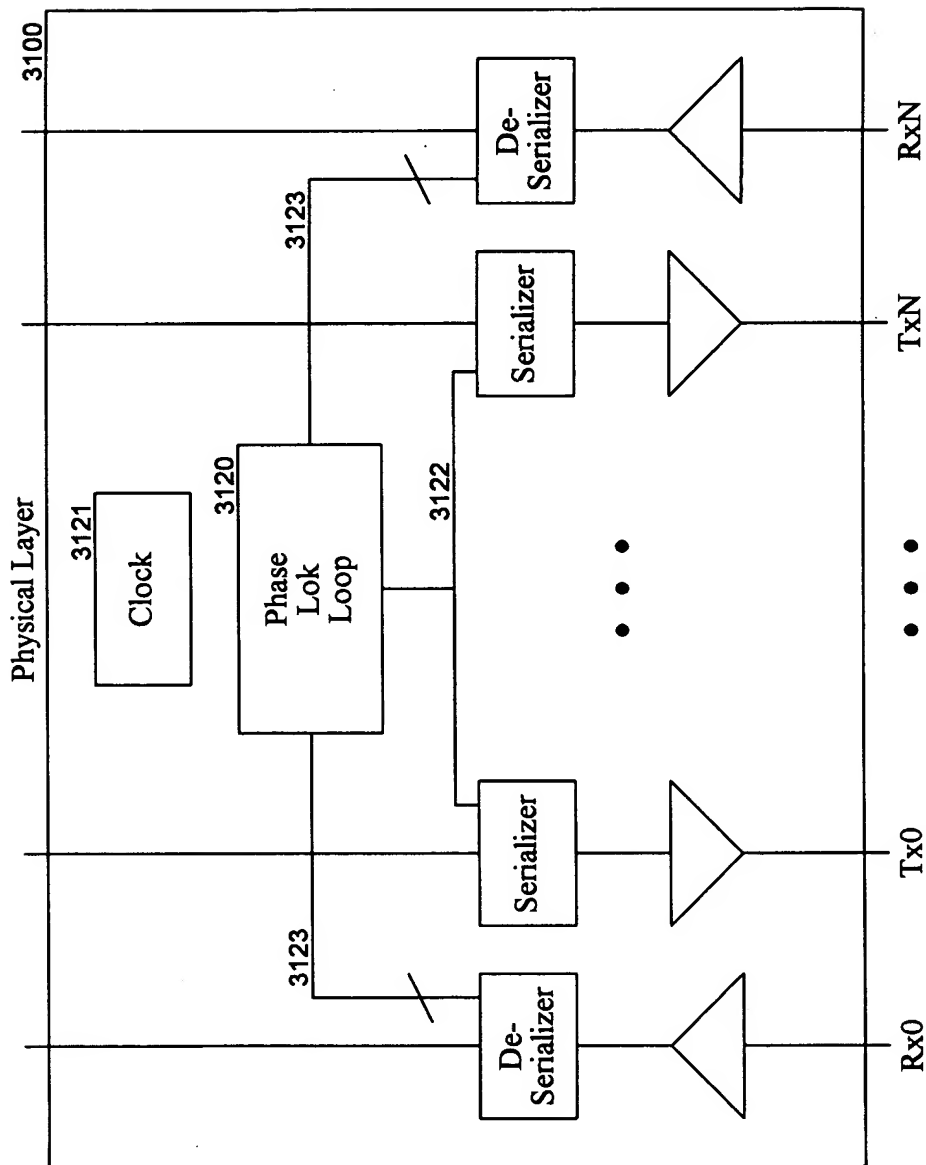 Physical Layer
3100
3121
Clock
3120
Phase
Lok
Loop
3123
3123
3122
De-
Serializer
Serializer
Serializer
De-
Serializer
Rx0
Tx0
TxN
RxN